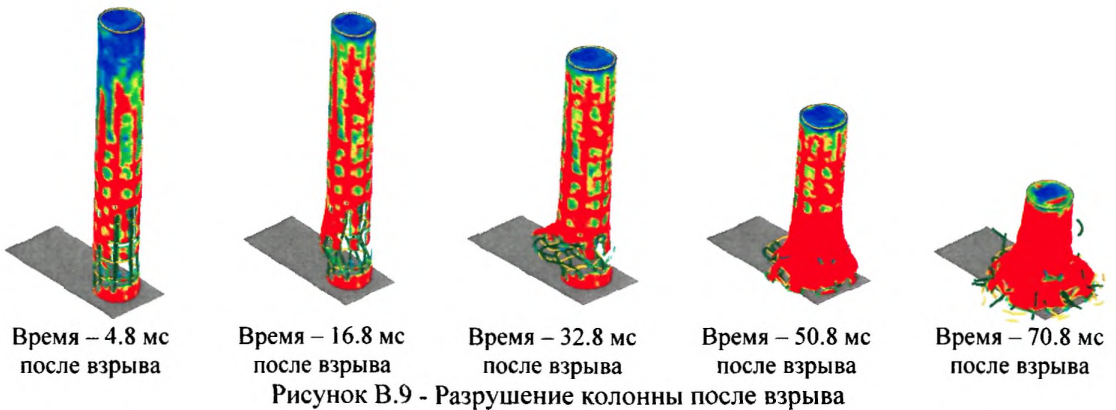 Время – 4.8 мс
после взрыва
Время – 16.8 мс
после взрыва
Время – 32.8 мс
после взрыва
Время – 50.8 мс
после взрыва
Время – 70.8 мс
после взрыва
Рисунок В.9 - Разрушение колонны после взрыва